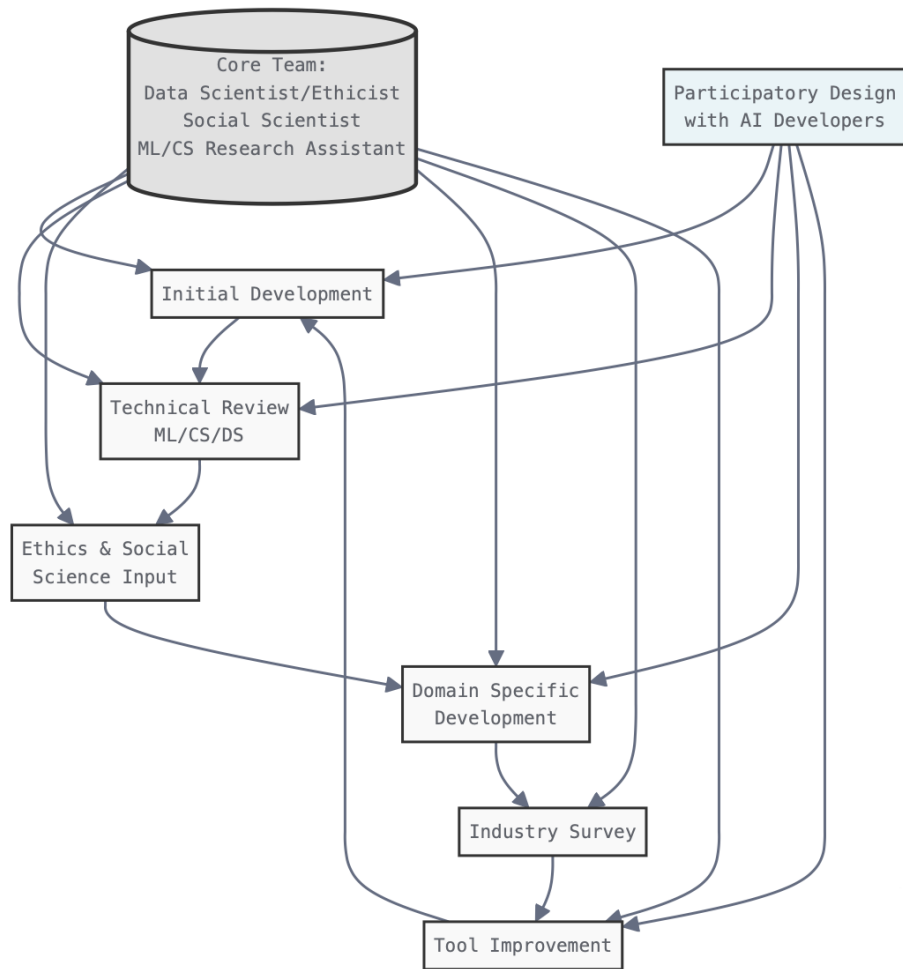 Core Team:
Data Scientist/Ethicist
Social Scientist
ML/CS Research Assistant
Participatory Design
with AI Developers
Initial Development
Technical Review
ML/CS/DS
Ethics & Social
Science Input
Domain Specific
Development
Industry Survey
Tool Improvement